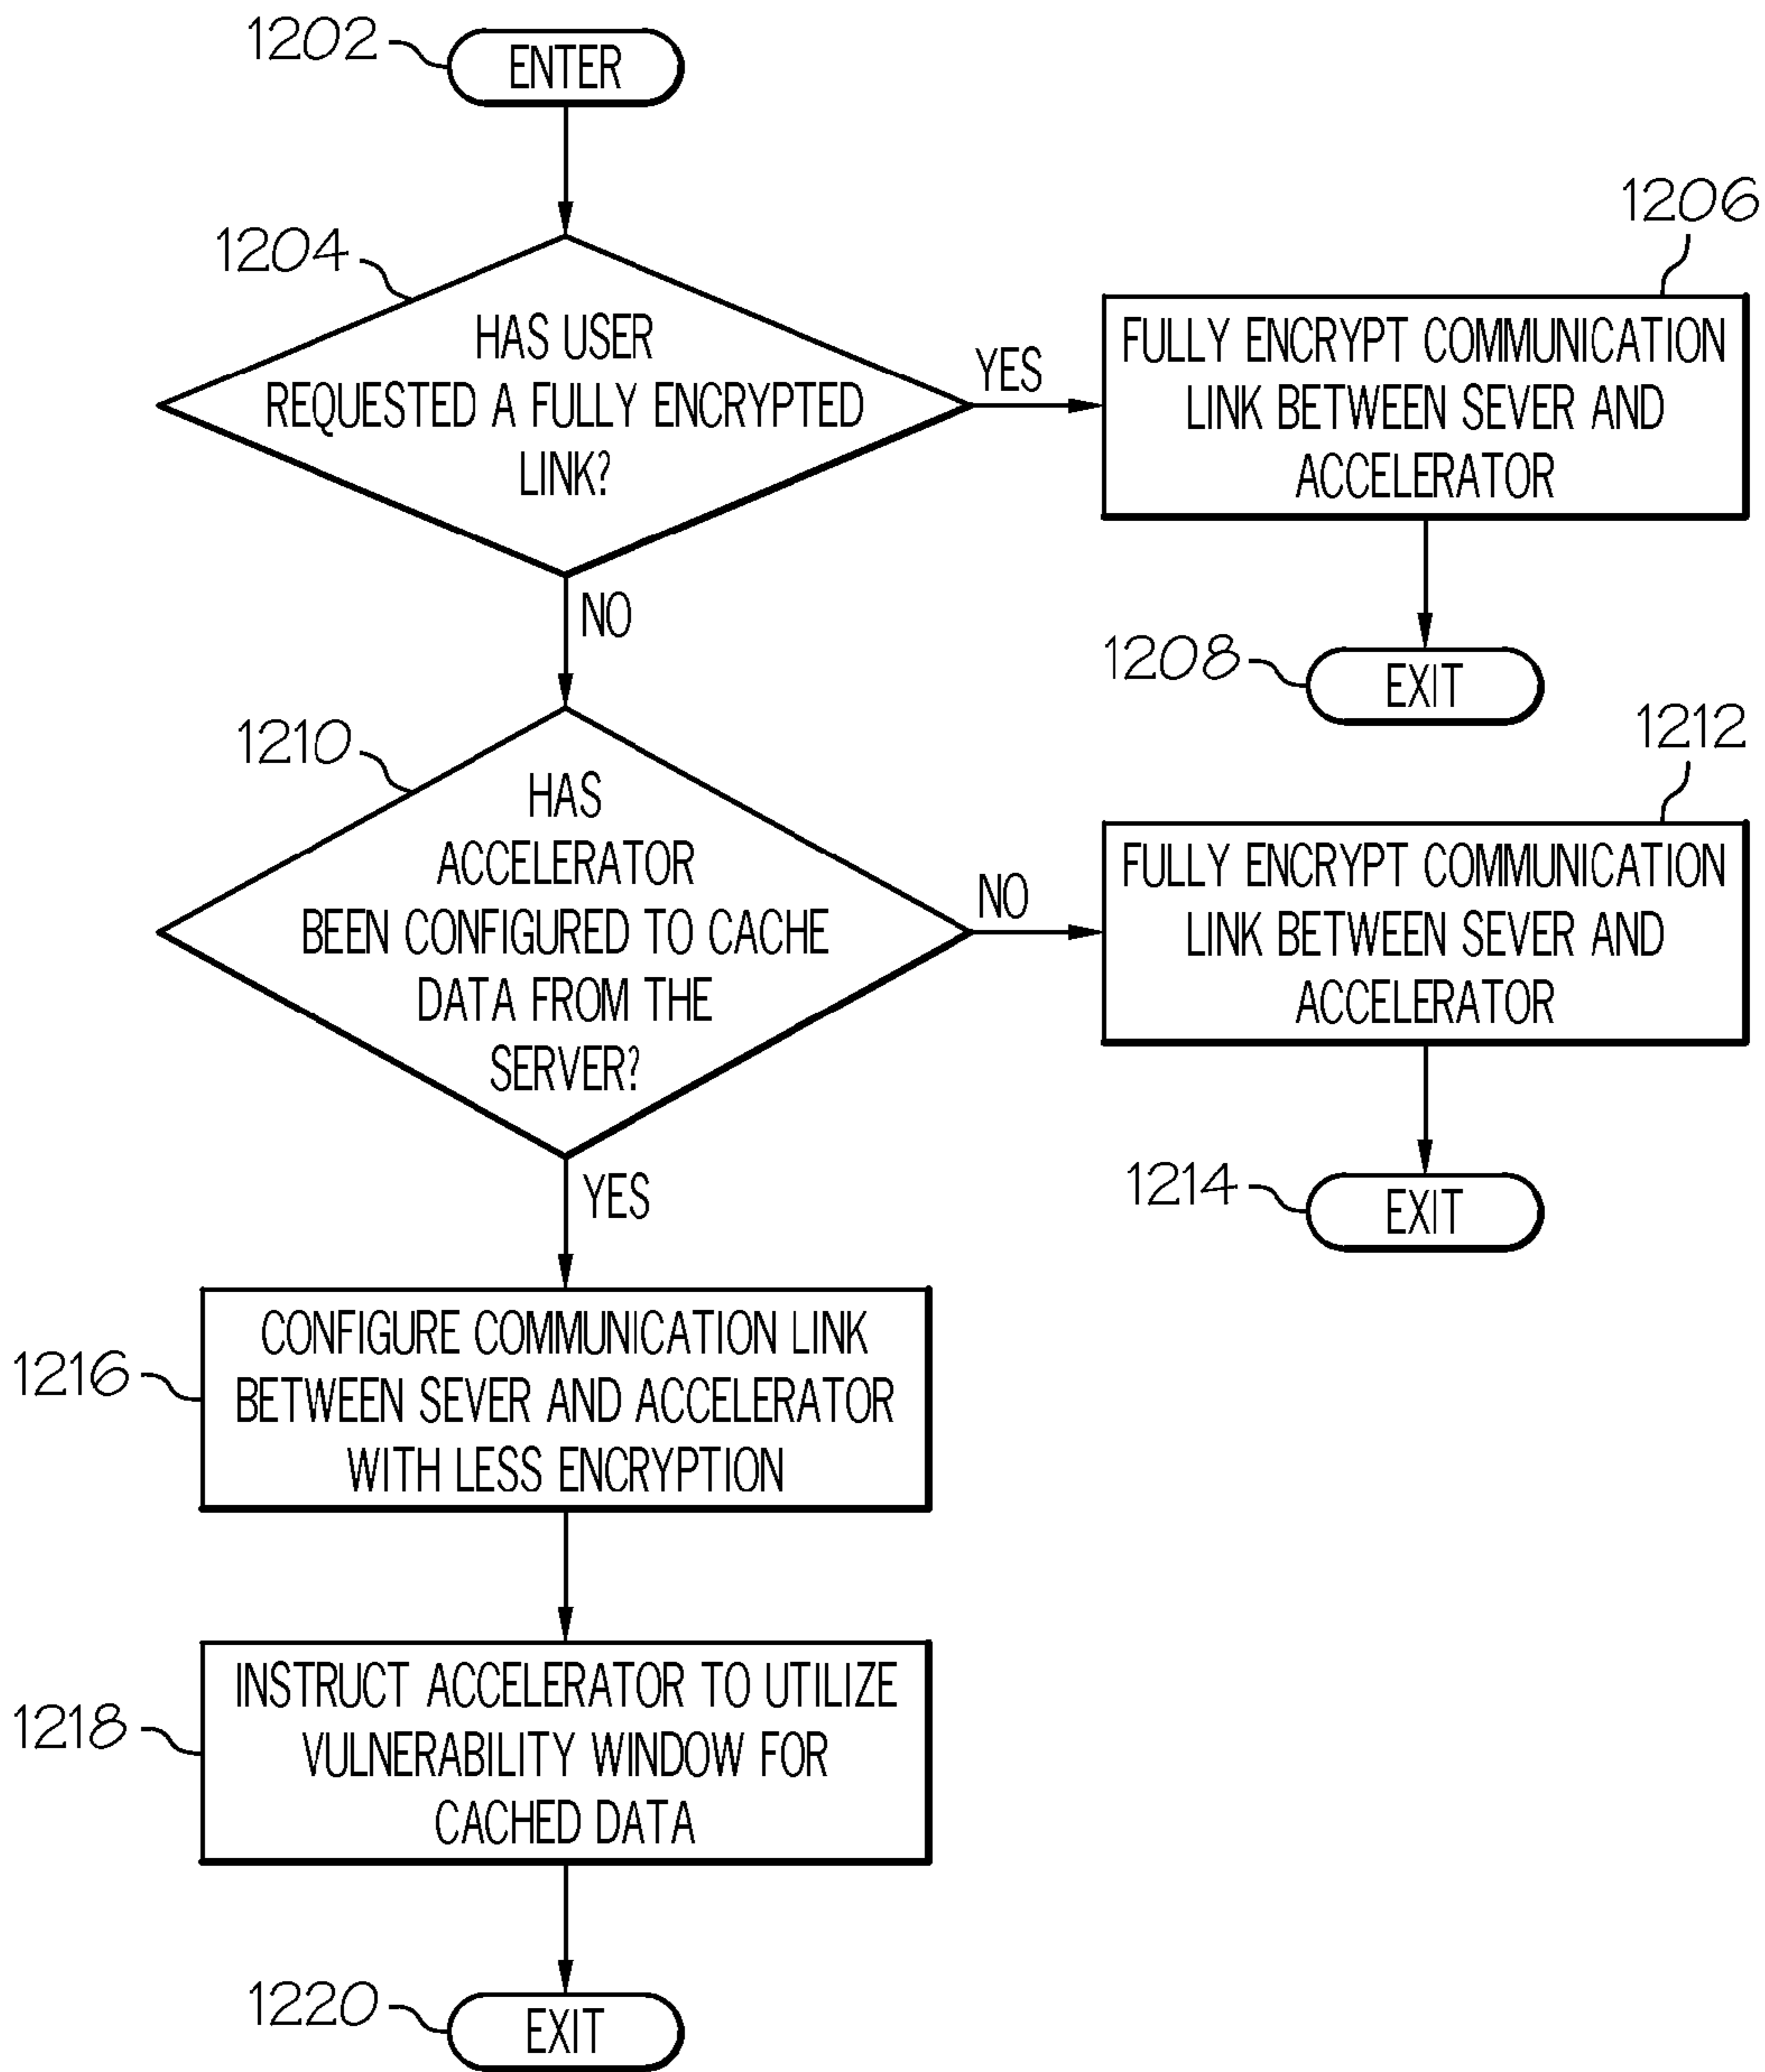 1202
ENTER
1204
HAS USER
REQUESTED A FULLY ENCRYPTED
LINK?
YES
1206
FULLY ENCRYPT COMMUNICATION
LINK BETWEEN SEVER AND
ACCELERATOR
1208
EXIT
NO
1210
HAS
ACCELERATOR
BEEN CONFIGURED TO CACHE
DATA FROM THE
SERVER?
NO
1212
FULLY ENCRYPT COMMUNICATION
LINK BETWEEN SEVER AND
ACCELERATOR
1214
EXIT
YES
1216
CONFIGURE COMMUNICATION LINK
BETWEEN SEVER AND ACCELERATOR
WITH LESS ENCRYPTION
1218
INSTRUCT ACCELERATOR TO UTILIZE
VULNERABILITY WINDOW FOR
CACHED DATA
1220
EXIT